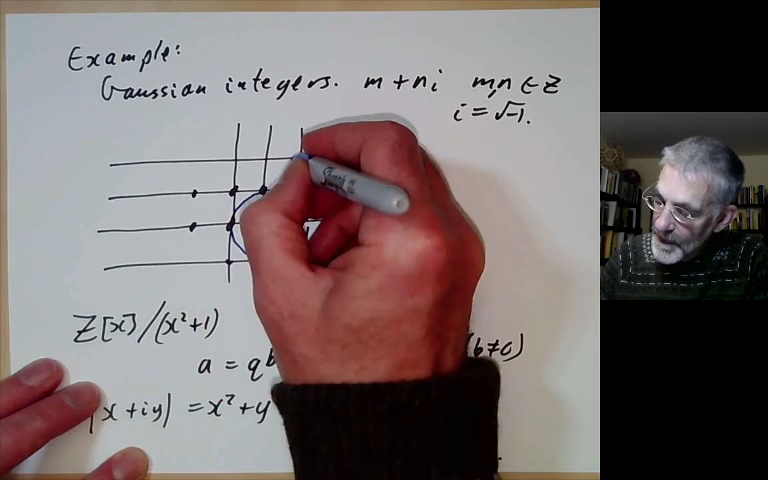 Example:
Gaussian integers. m+ni m,n ∈ Z
i = √-1.
Z[x]/(x²+1)
a = qb (b≠0)
|x+iy| = x²+y